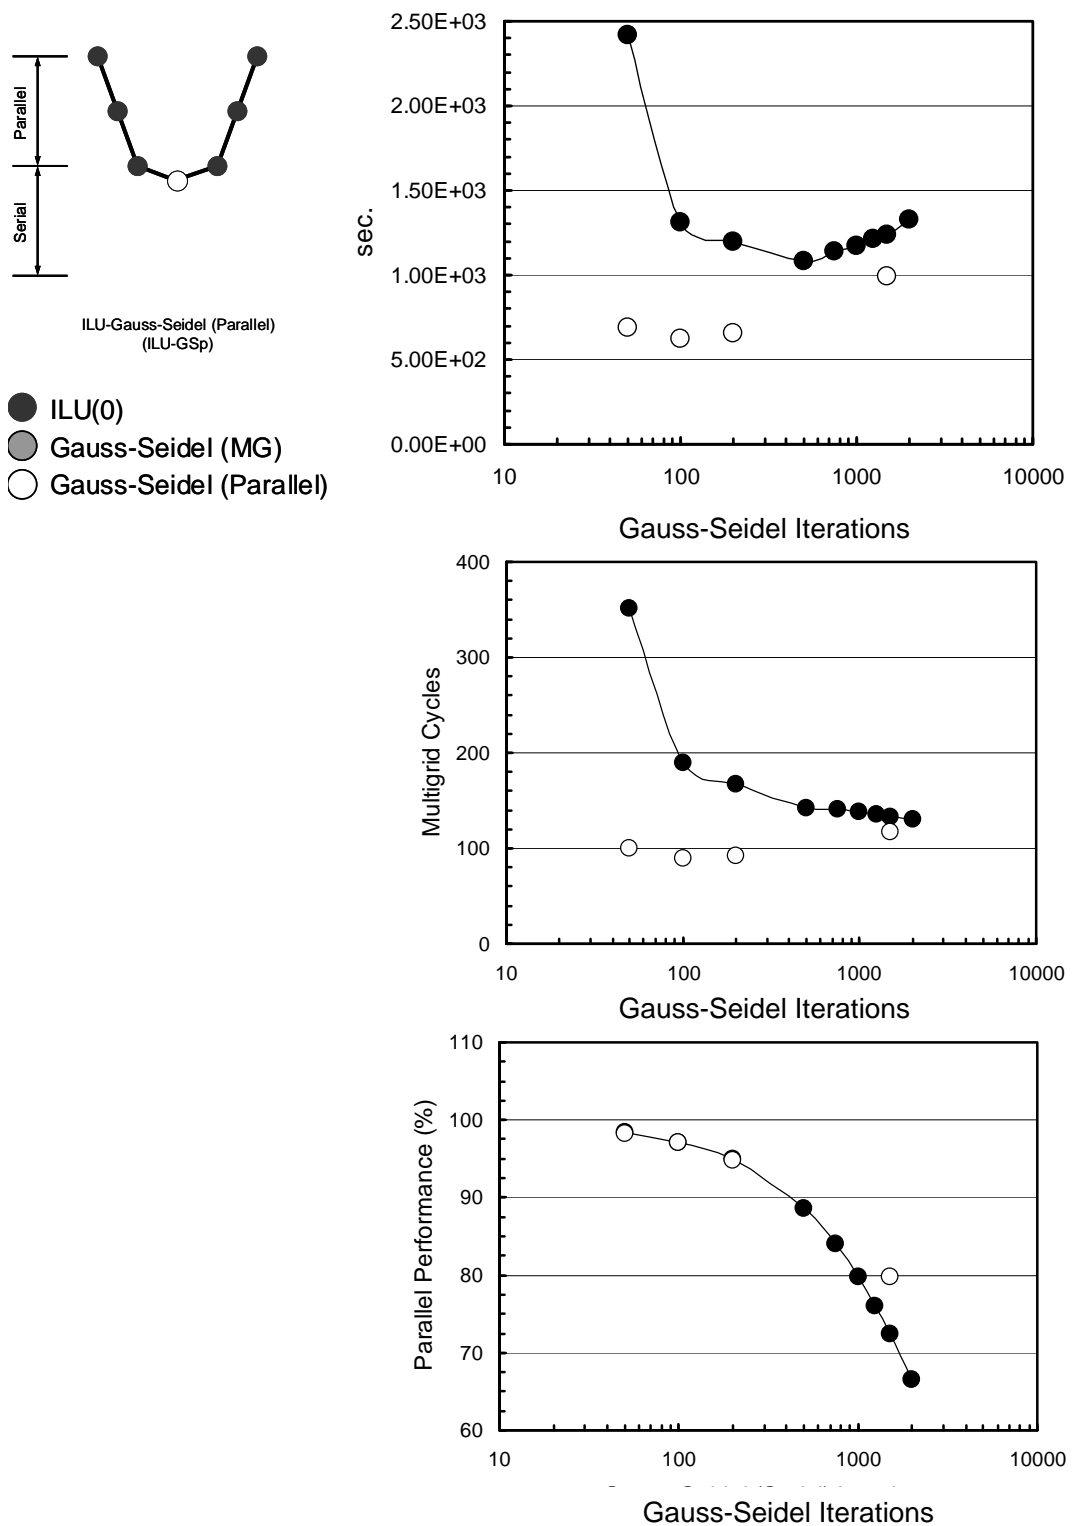 Parallel
Serial
ILU-Gauss-Seidel (Parallel)
(ILU-GSp)
ILU(0)
Gauss-Seidel (MG)
Gauss-Seidel (Parallel)
2.50E+03
2.00E+03
1.50E+03
1.00E+03
5.00E+02
0.00E+00
sec.
10 100 1000 10000
Gauss-Seidel Iterations
400
300
200
100
0
Multigrid Cycles
10 100 1000 10000
Gauss-Seidel Iterations
110
100
90
80
70
60
Parallel Performance (%)
10 100 1000 10000
Gauss-Seidel Iterations